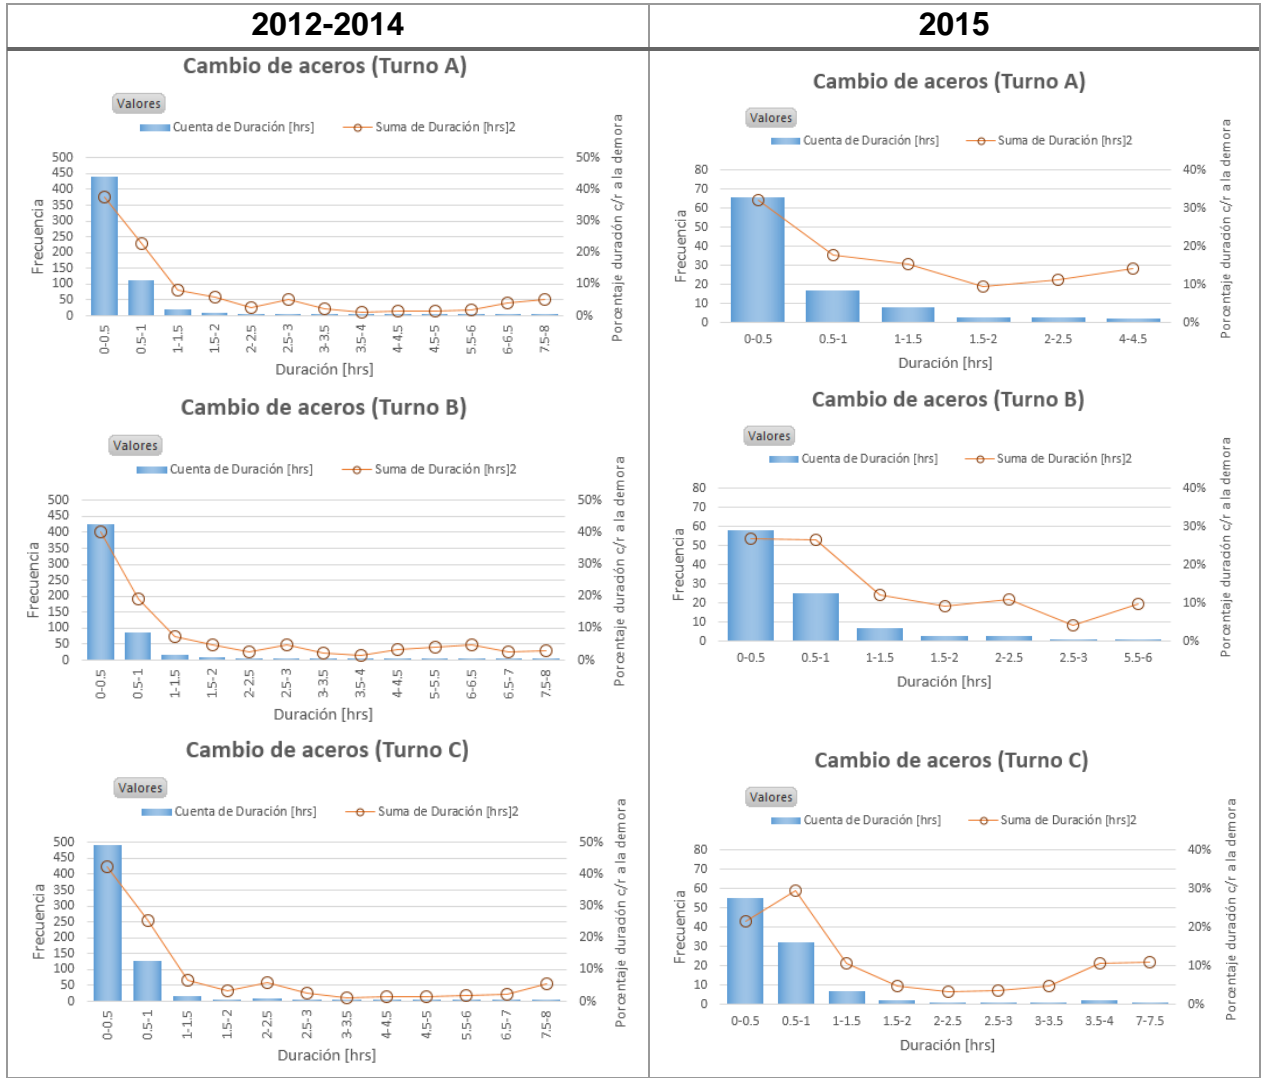 2012-2014
2015
Cambio de aceros (Turno A)
Valores
Cuenta de Duración [hrs] Suma de Duración [hrs]2
Frecuencia
500 450 400 350 300 250 200 150 100 50 0
50% 40% 30% 20% 10% 0%
Porcentaje duración c/r a la demora
0-0.5 0.5-1 1-1.5 1.5-2 2-2.5 2.5-3 3-3.5 3.5-4 4-4.5 4.5-5 5.5-6 6-6.5 7.5-8
Duración [hrs]
Cambio de aceros (Turno B)
Valores
Cuenta de Duración [hrs] Suma de Duración [hrs]2
Frecuencia
500 450 400 350 300 250 200 150 100 50 0
50% 40% 30% 20% 10% 0%
Porcentaje duración c/r a la demora
0-0.5 0.5-1 1-1.5 1.5-2 2-2.5 2.5-3 3-3.5 3.5-4 4-4.5 5-5.5 6-6.5 6.5-7 7.5-8
Duración [hrs]
Cambio de aceros (Turno C)
Valores
Cuenta de Duración [hrs] Suma de Duración [hrs]2
Frecuencia
500 450 400 350 300 250 200 150 100 50 0
50% 40% 30% 20% 10% 0%
Porcentaje duración c/r a la demora
0-0.5 0.5-1 1-1.5 1.5-2 2-2.5 2.5-3 3-3.5 4-4.5 4.5-5 5.5-6 6.5-7 7.5-8
Duración [hrs]
Cambio de aceros (Turno A)
Valores
Cuenta de Duración [hrs] Suma de Duración [hrs]2
Frecuencia
80 70 60 50 40 30 20 10 0
40% 30% 20% 10% 0%
Porcentaje duración c/r a la demora
0-0.5 0.5-1 1-1.5 1.5-2 2-2.5 4-4.5
Duración [hrs]
Cambio de aceros (Turno B)
Valores
Cuenta de Duración [hrs] Suma de Duración [hrs]2
Frecuencia
80 70 60 50 40 30 20 10 0
40% 30% 20% 10% 0%
Porcentaje duración c/r a la demora
0-0.5 0.5-1 1-1.5 1.5-2 2-2.5 2.5-3 5.5-6
Duración [hrs]
Cambio de aceros (Turno C)
Valores
Cuenta de Duración [hrs] Suma de Duración [hrs]2
Frecuencia
80 70 60 50 40 30 20 10 0
40% 30% 20% 10% 0%
Porcentaje duración c/r a la demora
0-0.5 0.5-1 1-1.5 1.5-2 2-2.5 2.5-3 3-3.5 3.5-4 7-7.5
Duración [hrs]